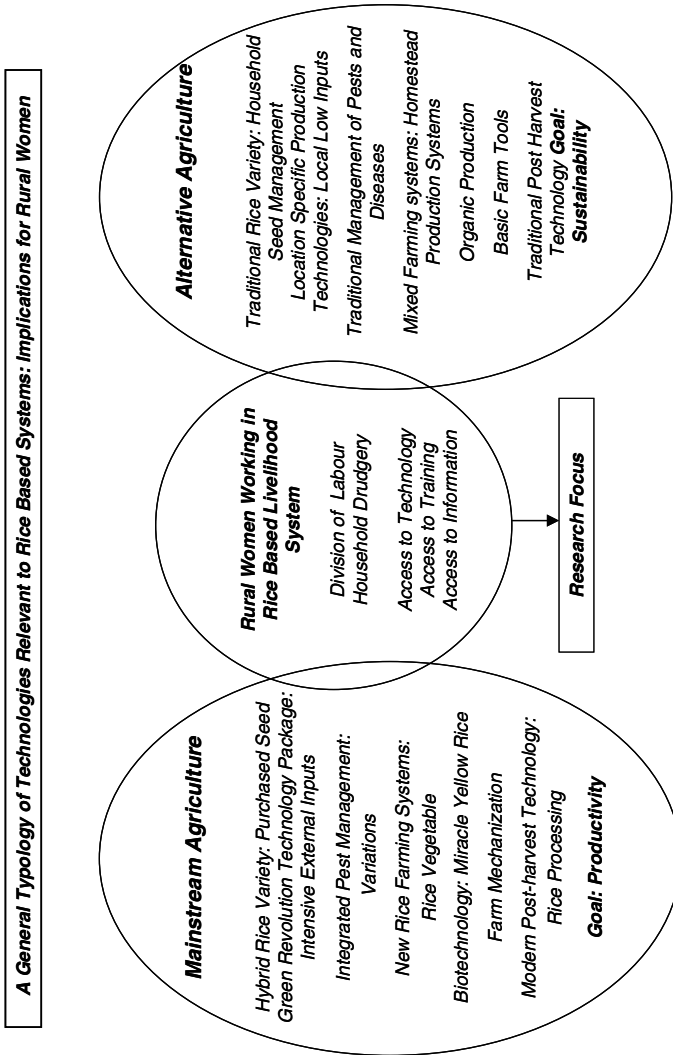 A General Typology of Technologies Relevant to Rice Based Systems: Implications for Rural Women
Mainstream Agriculture
Hybrid Rice Variety: Purchased Seed
Green Revolution Technology Package:
Intensive External Inputs
Integrated Pest Management:
Variations
New Rice Farming Systems:
Rice Vegetable
Biotechnology: Miracle Yellow Rice
Farm Mechanization
Modern Post-harvest Technology:
Rice Processing
Goal: Productivity
Rural Women Working in
Rice Based Livelihood
System
Division of Labour
Household Drudgery
Access to Technology
Access to Training
Access to Information
Research Focus
Alternative Agriculture
Traditional Rice Variety: Household
Seed Management
Location Specific Production
Technologies: Local Low Inputs
Traditional Management of Pests and
Diseases
Mixed Farming systems: Homestead
Production Systems
Organic Production
Basic Farm Tools
Traditional Post Harvest
Technology Goal:
Sustainability